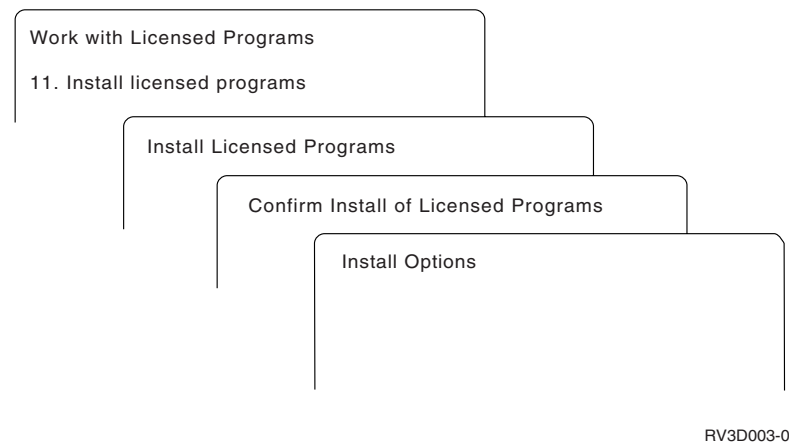 Work with Licensed Programs
11. Install licensed programs
Install Licensed Programs
Confirm Install of Licensed Programs
Install Options
RV3D003-0